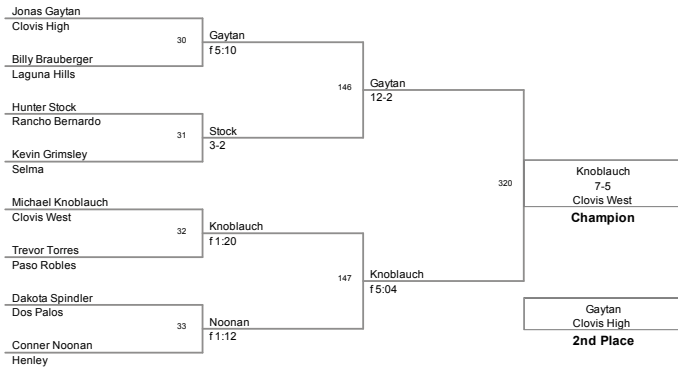 Jonas Gaytan
Clovis High
30
Gaytan
f 5:10
Billy Brauberger
Laguna Hills
146
Gaytan
12-2
Hunter Stock
Rancho Bernardo
31
Stock
3-2
Kevin Grimsley
Selma
320
Knoblauch
7-5
Clovis West
Champion
Michael Knoblauch
Clovis West
32
Knoblauch
f 1:20
Trevor Torres
Paso Robles
147
Knoblauch
f 5:04
Dakota Spindler
Dos Palos
33
Noonan
f 1:12
Conner Noonan
Henley
Gaytan
Clovis High
2nd Place